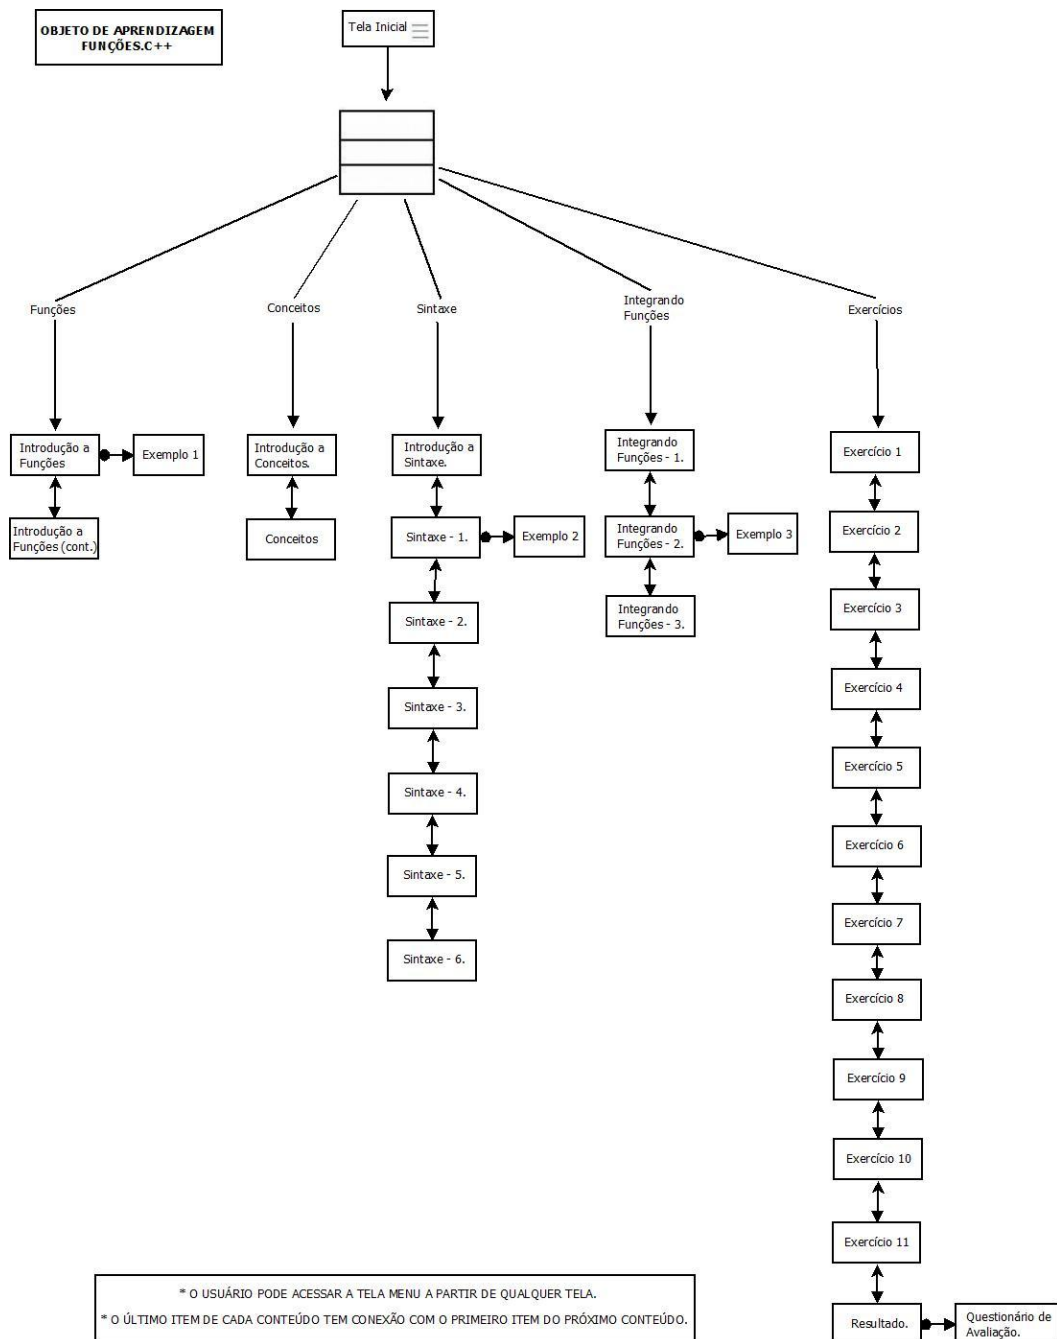 OBJETO DE APRENDIZAGEM
FUNÇÕES.C++
Tela Inicial
Funções
Conceitos
Sintaxe
Integrando
Funções
Exercícios
Introdução a
Funções
Exemplo 1
Introdução a
Funções (cont.)
Introdução a
Conceitos.
Conceitos
Introdução a
Sintaxe.
Sintaxe - 1.
Exemplo 2
Sintaxe - 2.
Sintaxe - 3.
Sintaxe - 4.
Sintaxe - 5.
Sintaxe - 6.
Integrando
Funções - 1.
Integrando
Funções - 2.
Exemplo 3
Integrando
Funções - 3.
Exercício 1
Exercício 2
Exercício 3
Exercício 4
Exercício 5
Exercício 6
Exercício 7
Exercício 8
Exercício 9
Exercício 10
Exercício 11
Resultado.
Questionário de
Avaliação.
* O USUÁRIO PODE ACESSAR A TELA MENU A PARTIR DE QUALQUER TELA.
* O ÚLTIMO ITEM DE CADA CONTEÚDO TEM CONEXÃO COM O PRIMEIRO ITEM DO PRÓXIMO CONTEÚDO.